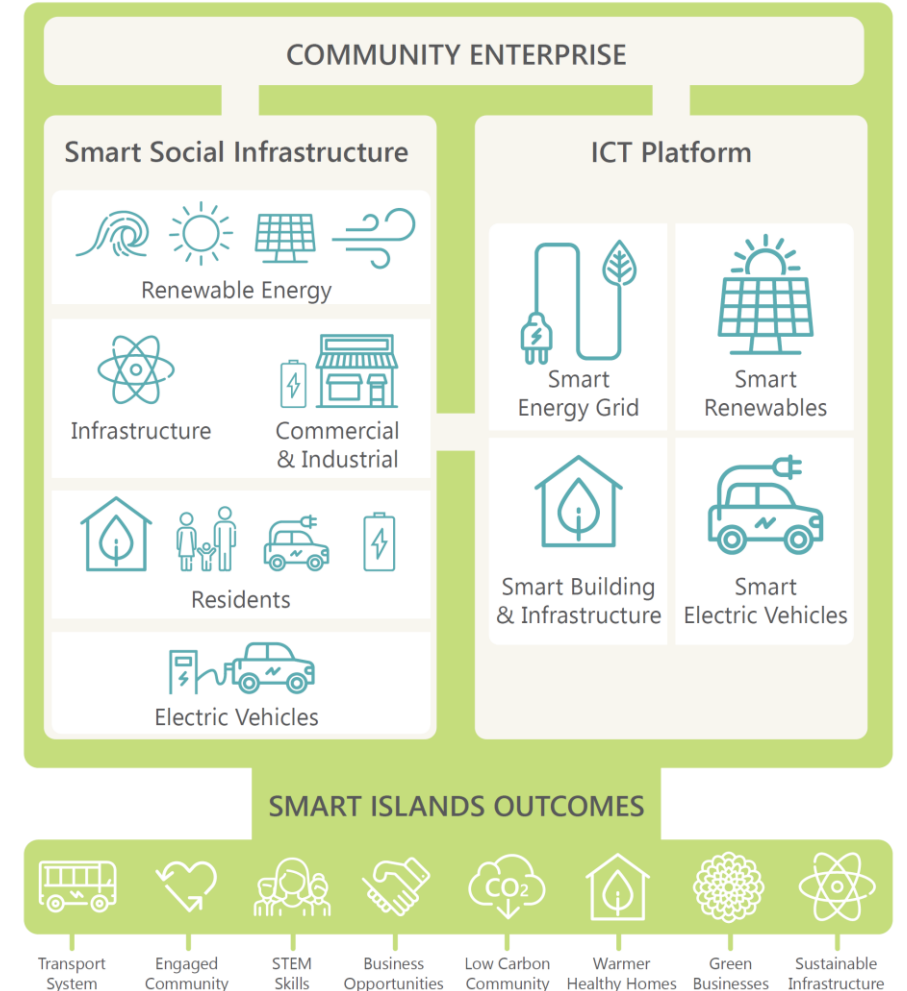 COMMUNITY ENTERPRISE
Smart Social Infrastructure
Renewable Energy
Infrastructure
Commercial
& Industrial
Residents
Electric Vehicles
ICT Platform
Smart
Energy Grid
Smart
Renewables
Smart Building
& Infrastructure
Smart
Electric Vehicles
SMART ISLANDS OUTCOMES
CO2
Transport
System
Engaged
Community
STEM
Skills
Business
Opportunities
Low Carbon
Community
Warmer
Healthy Homes
Green
Businesses
Sustainable
Infrastructure